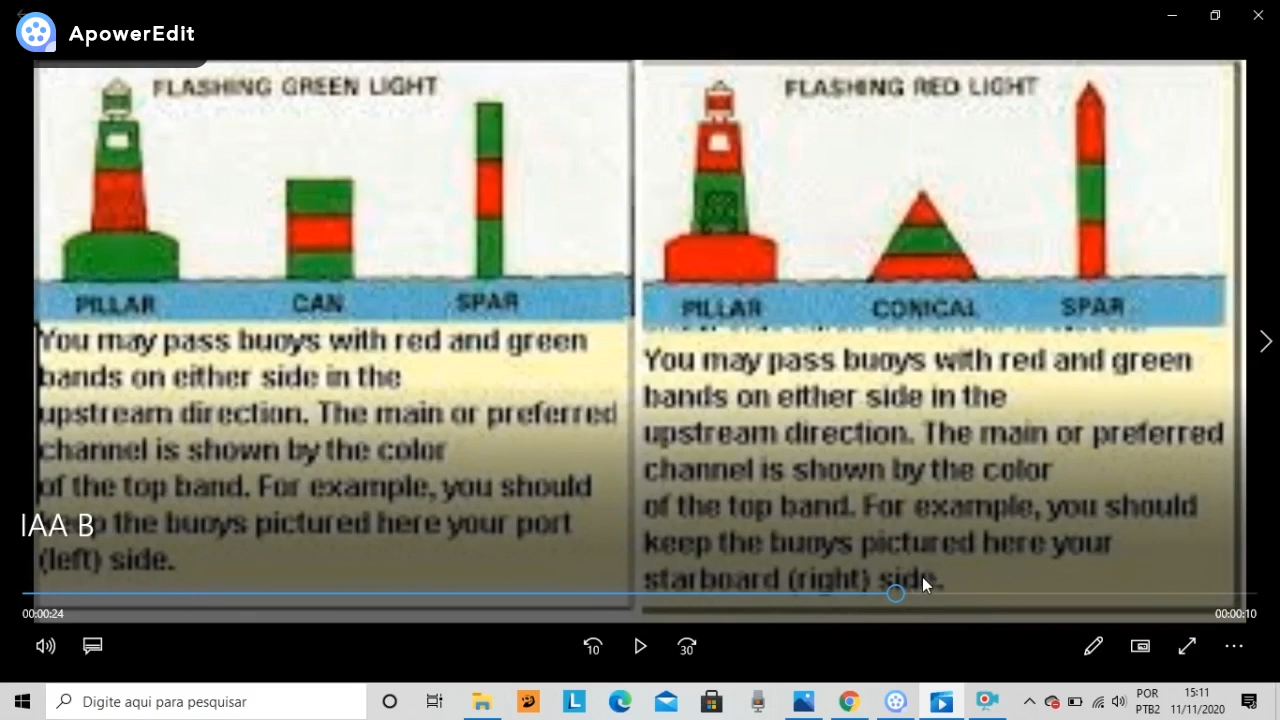 ApowerEdit
FLASHING GREEN LIGHT
PILLAR CAN SPAR
You may pass buoys with red and green
bands on either side in the
upstream direction. The main or preferred
channel is shown by the color
of the top band. For example, you should
the buoys pictured here your port
(left) side.
FLASHING RED LIGHT
PILLAR CONICAL SPAR
You may pass buoys with red and green
bands on either side in the
upstream direction. The main or preferred
channel is shown by the color
of the top band. For example, you should
keep the buoys pictured here your
starboard (right) side.
IAA B
00:00:24
00:00:10
10
30
Digite aqui para pesquisar
L
POR
PTB2
15:11
11/11/2020